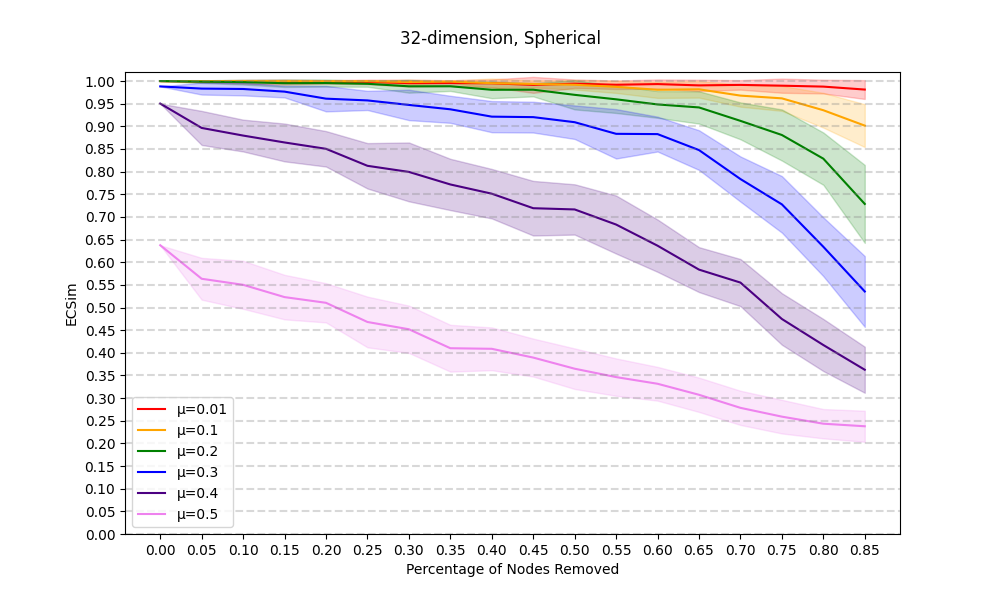 32-dimension, Spherical
ECSim
1.00
0.95
0.90
0.85
0.80
0.75
0.70
0.65
0.60
0.55
0.50
0.45
0.40
0.35
0.30
0.25
0.20
0.15
0.10
0.05
0.00
μ=0.01
μ=0.1
μ=0.2
μ=0.3
μ=0.4
μ=0.5
0.00 0.05 0.10 0.15 0.20 0.25 0.30 0.35 0.40 0.45 0.50 0.55 0.60 0.65 0.70 0.75 0.80 0.85
Percentage of Nodes Removed